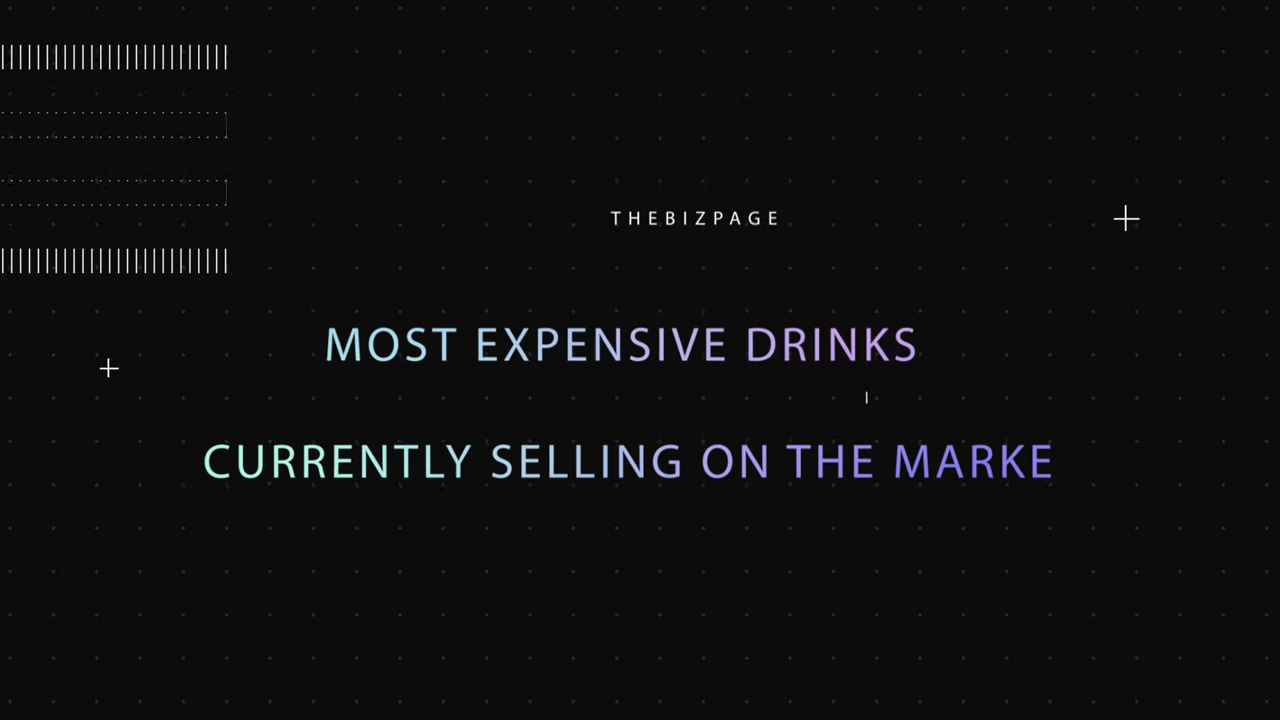 THEBIZPAGE
MOST EXPENSIVE DRINKS
CURRENTLY SELLING ON THE MARKE